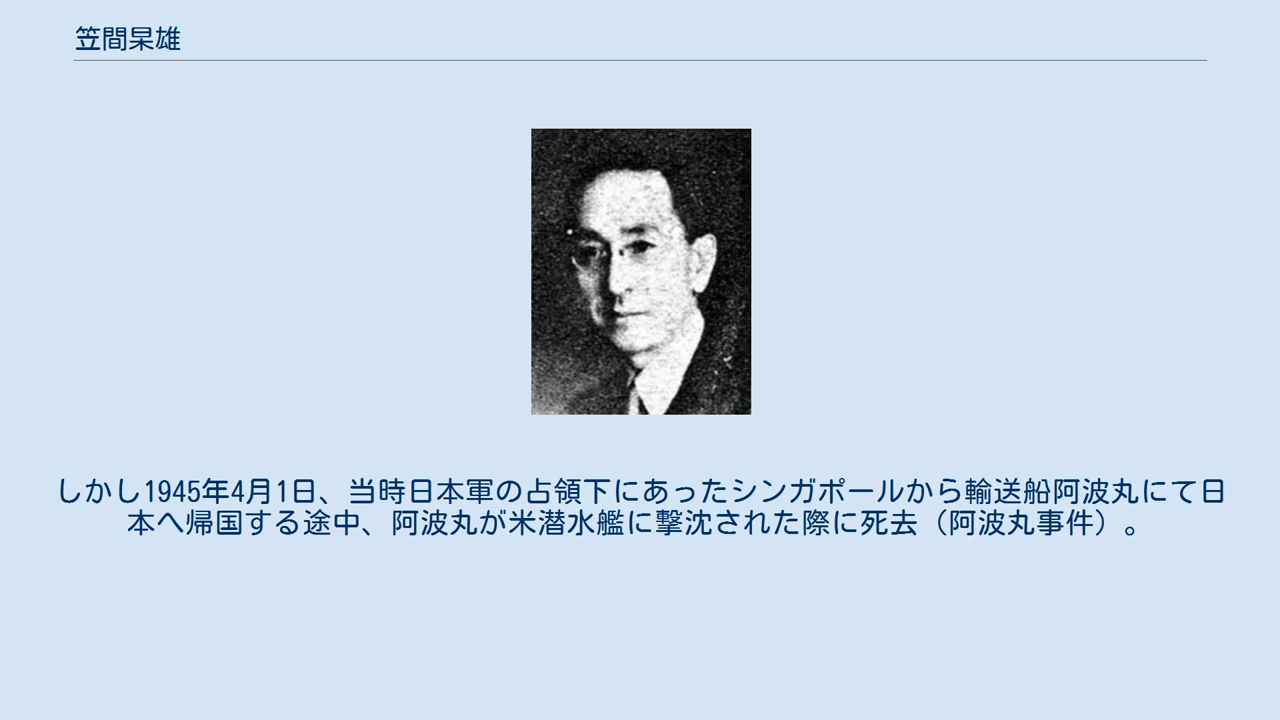 笠間杲雄
しかし1945年4月1日、当時日本軍の占領下にあったシンガポールから輸送船阿波丸にて日
本へ帰国する途中、阿波丸が米潜水艦に撃沈された際に死去（阿波丸事件）。